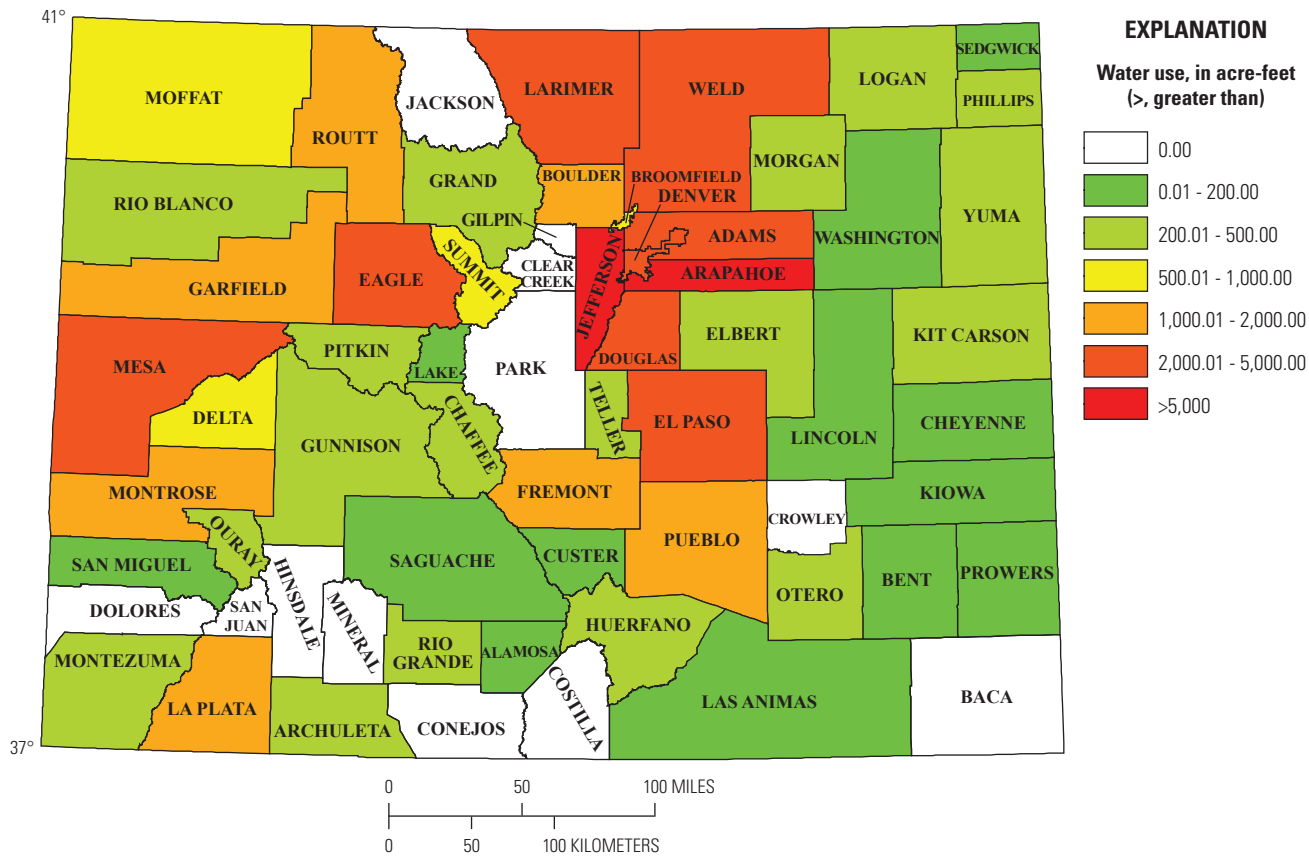 41°
37°
MOFFAT
ROUTT
JACKSON
LARIMER
WELD
LOGAN
SEDGWICK
PHILLIPS
RIO BLANCO
GRAND
BOULDER
BROOMFIELD
DENVER
MORGAN
WASHINGTON
YUMA
GILPIN
CLEAR
CREEK
ADAMS
ARAPAHOE
JEFFERSON
GARFIELD
EAGLE
SUMMIT
MESA
PITKIN
LAKE
PARK
DOUGLAS
ELBERT
KIT CARSON
DELTA
GUNNISON
CHAFFEE
TELLER
EL PASO
LINCOLN
CHEYENNE
MONTROSE
FREMONT
PUEBLO
CROWLEY
KIOWA
OURAY
SAN MIGUEL
SAGUACHE
CUSTER
OTERO
BENT
PROWERS
DOLORES
SAN
JUAN
HINSDALE
MINERAL
RIO
GRANDE
ALAMOSA
HUERFANO
MONTEZUMA
LA PLATA
ARCHULETA
CONEJOS
COSTILLA
LAS ANIMAS
BACA
0 50 100 MILES
0 50 100 KILOMETERS
EXPLANATION
Water use, in acre-feet
(>, greater than)
0.00
0.01 - 200.00
200.01 - 500.00
500.01 - 1,000.00
1,000.01 - 2,000.00
2,000.01 - 5,000.00
>5,000